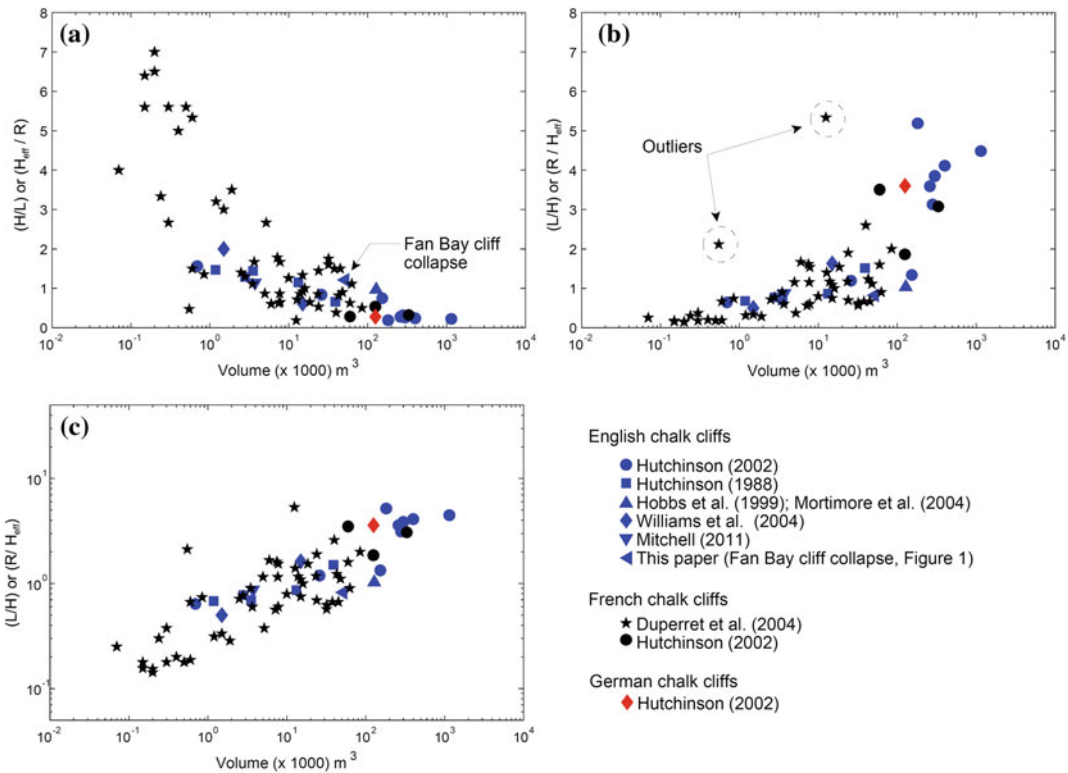 (a)
8
7
6
5
4
3
2
1
0
(H/L) or (Heff / R)
Fan Bay cliff
collapse
10-2 10-1 100 101 102 103 104
Volume (x 1000) m3
(b)
8
7
6
5
4
3
2
1
0
(L/H) or (R / Heff)
Outliers
10-2 10-1 100 101 102 103 104
Volume (x 1000) m3
(c)
101
100
10-1
(L/H) or (R/ Heff)
10-2 10-1 100 101 102 103 104
Volume (x 1000) m3
English chalk cliffs
Hutchinson (2002)
Hutchinson (1988)
Hobbs et al. (1999); Mortimore et al. (2004)
Williams et al. (2004)
Mitchell (2011)
This paper (Fan Bay cliff collapse, Figure 1)
French chalk cliffs
Duperret et al. (2004)
Hutchinson (2002)
German chalk cliffs
Hutchinson (2002)